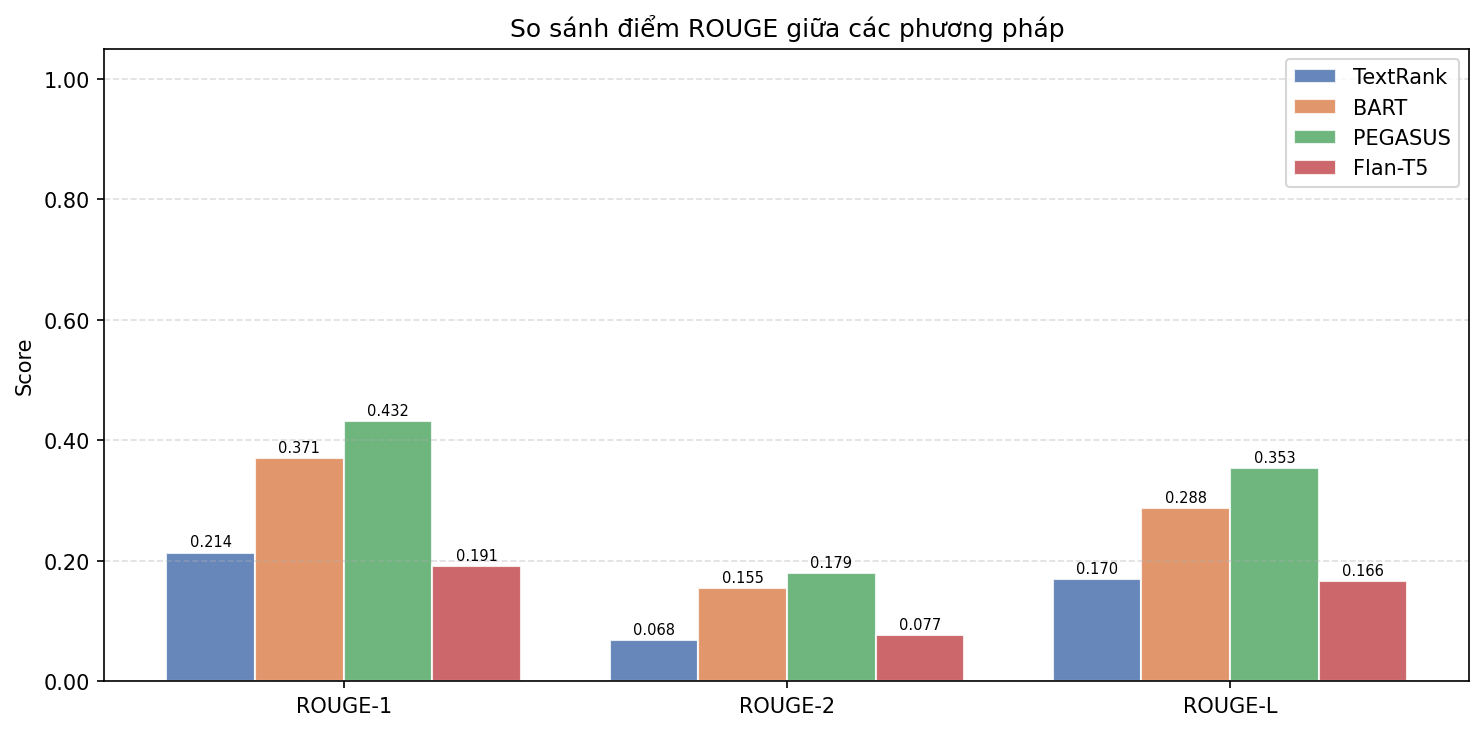 So sánh điểm ROUGE giữa các phương pháp
TextRank
BART
PEGASUS
Flan-T5
Score
1.00
0.80
0.60
0.40
0.20
0.00
0.214
0.371
0.432
0.191
0.068
0.155
0.179
0.077
0.170
0.288
0.353
0.166
ROUGE-1
ROUGE-2
ROUGE-L